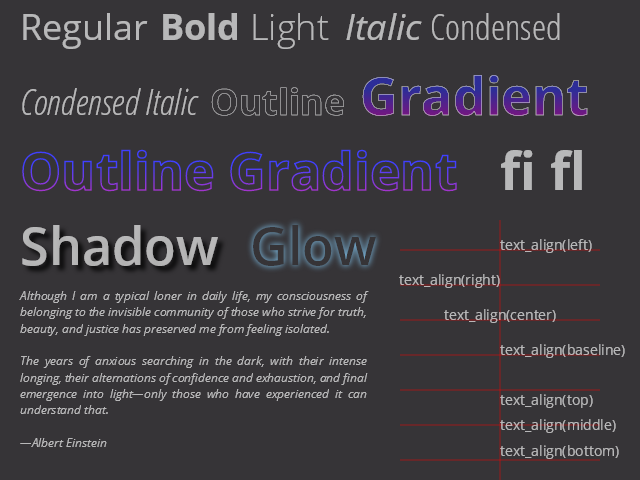 Regular Bold Light Italic Condensed
Condensed Italic Outline Gradient
Outline Gradient fi fl
Shadow Glow
Although I am a typical loner in daily life, my consciousness of
belonging to the invisible community of those who strive for truth,
beauty, and justice has preserved me from feeling isolated.
The years of anxious searching in the dark, with their intense
longing, their alternations of confidence and exhaustion, and final
emergence into light—only those who have experienced it can
understand that.
—Albert Einstein
text_align(left)
text_align(right)
text_align(center)
text_align(baseline)
text_align(top)
text_align(middle)
text_align(bottom)